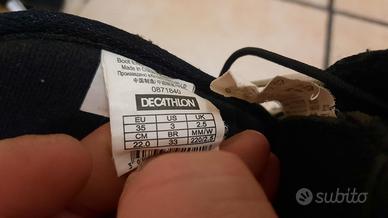 Made in China
0871840
DECATHLON
EU US UK
35 3 2.5
CM BR MM/W
22.0 33 220/2.5
subito